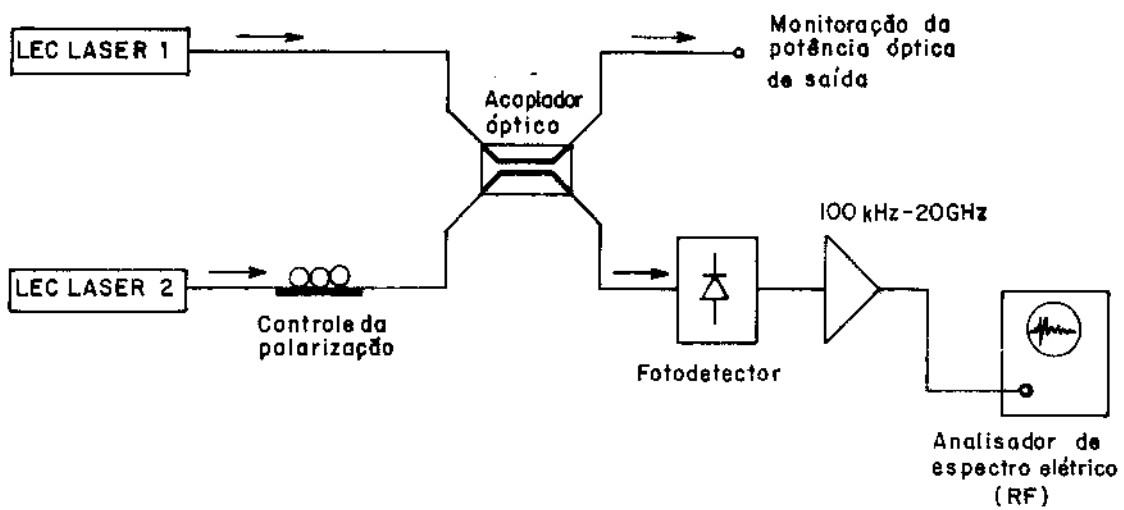 LEC LASER 1
Monitoração da
potência óptica
de saída
Acoplador
óptico
100 kHz-20GHz
LEC LASER 2
Controle da
polarização
Fotodetector
Analisador de
espectro elétrico
(RF)